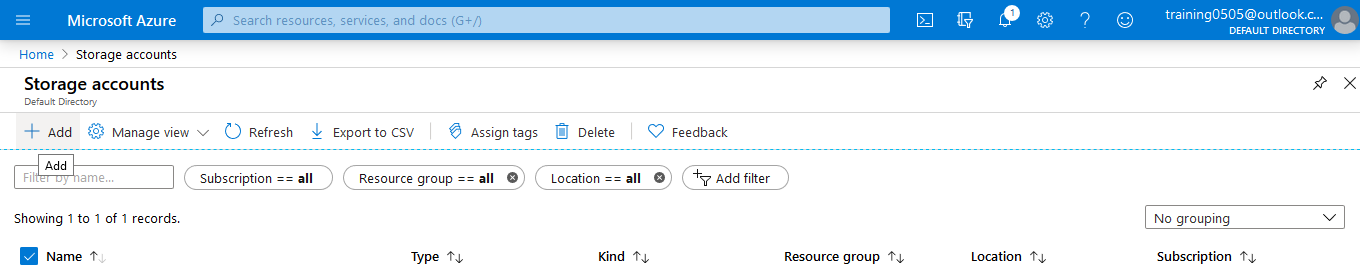 Microsoft Azure Search resources, services, and docs (G+/) 1 training0505@outlook.c...
DEFAULT DIRECTORY
Home > Storage accounts
Storage accounts
Default Directory
Add Manage view Refresh Export to CSV Assign tags Delete Feedback
Add
Filter by name... Subscription == all Resource group == all Location == all Add filter
Showing 1 to 1 of 1 records. No grouping
Name Type Kind Resource group Location Subscription